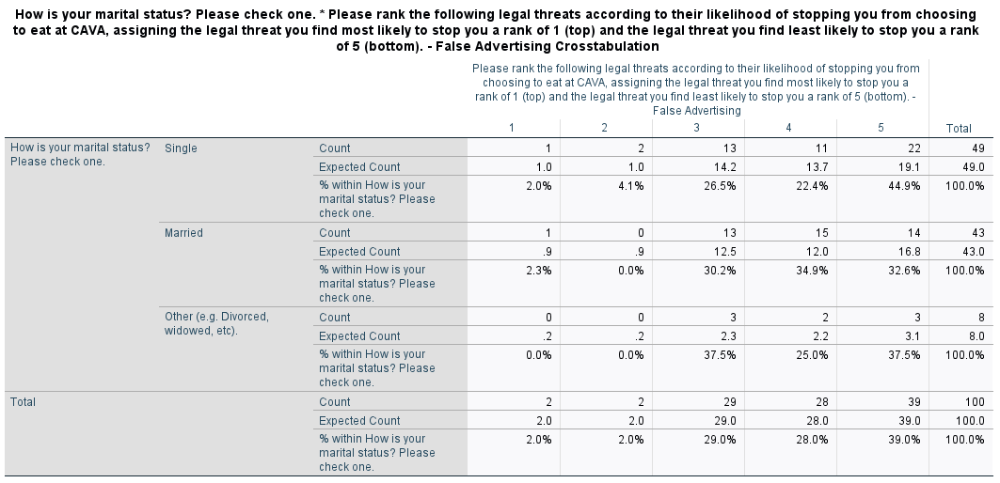 How is your marital status? Please check one. * Please rank the following legal threats according to their likelihood of stopping you from choosing
to eat at CAVA, assigning the legal threat you find most likely to stop you a rank of 1 (top) and the legal threat you find least likely to stop you a rank
of 5 (bottom). - False Advertising Crosstabulation
Please rank the following legal threats according to their likelihood of stopping you from
choosing to eat at CAVA, assigning the legal threat you find most likely to stop you a
rank of 1 (top) and the legal threat you find least likely to stop you a rank of 5 (bottom). -
False Advertising
1 2 3 4 5 Total
How is your marital status? Single Count 1 2 13 11 22 49
Please check one.
Expected Count 1.0 1.0 14.2 13.7 19.1 49.0
% within How is your 2.0% 4.1% 26.5% 22.4% 44.9% 100.0%
marital status? Please
check one.
Married Count 1 0 13 15 14 43
Expected Count .9 .9 12.5 12.0 16.8 43.0
% within How is your 2.3% 0.0% 30.2% 34.9% 32.6% 100.0%
marital status? Please
check one.
Other (e.g. Divorced, Count 0 0 3 2 3 8
widowed, etc).
Expected Count .2 .2 2.3 2.2 3.1 8.0
% within How is your 0.0% 0.0% 37.5% 25.0% 37.5% 100.0%
marital status? Please
check one.
Total Count 2 2 29 28 39 100
Expected Count 2.0 2.0 29.0 28.0 39.0 100.0
% within How is your 2.0% 2.0% 29.0% 28.0% 39.0% 100.0%
marital status? Please
check one.